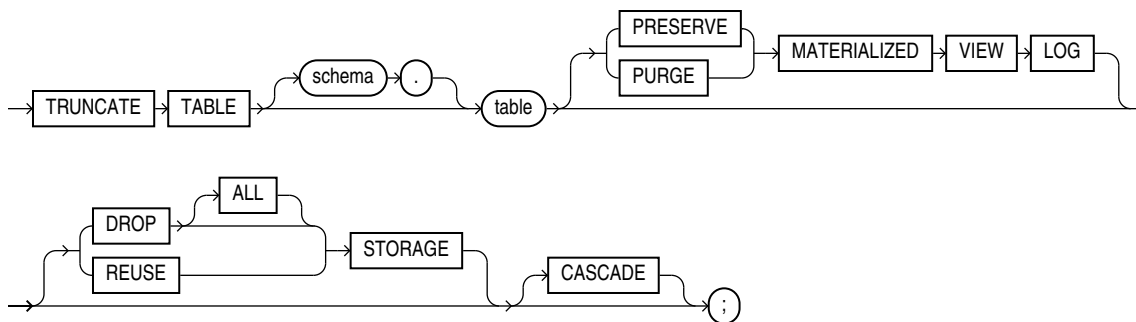 PRESERVE
schema . PURGE MATERIALIZED VIEW LOG
TRUNCATE TABLE table
ALL
DROP
REUSE STORAGE
CASCADE ;